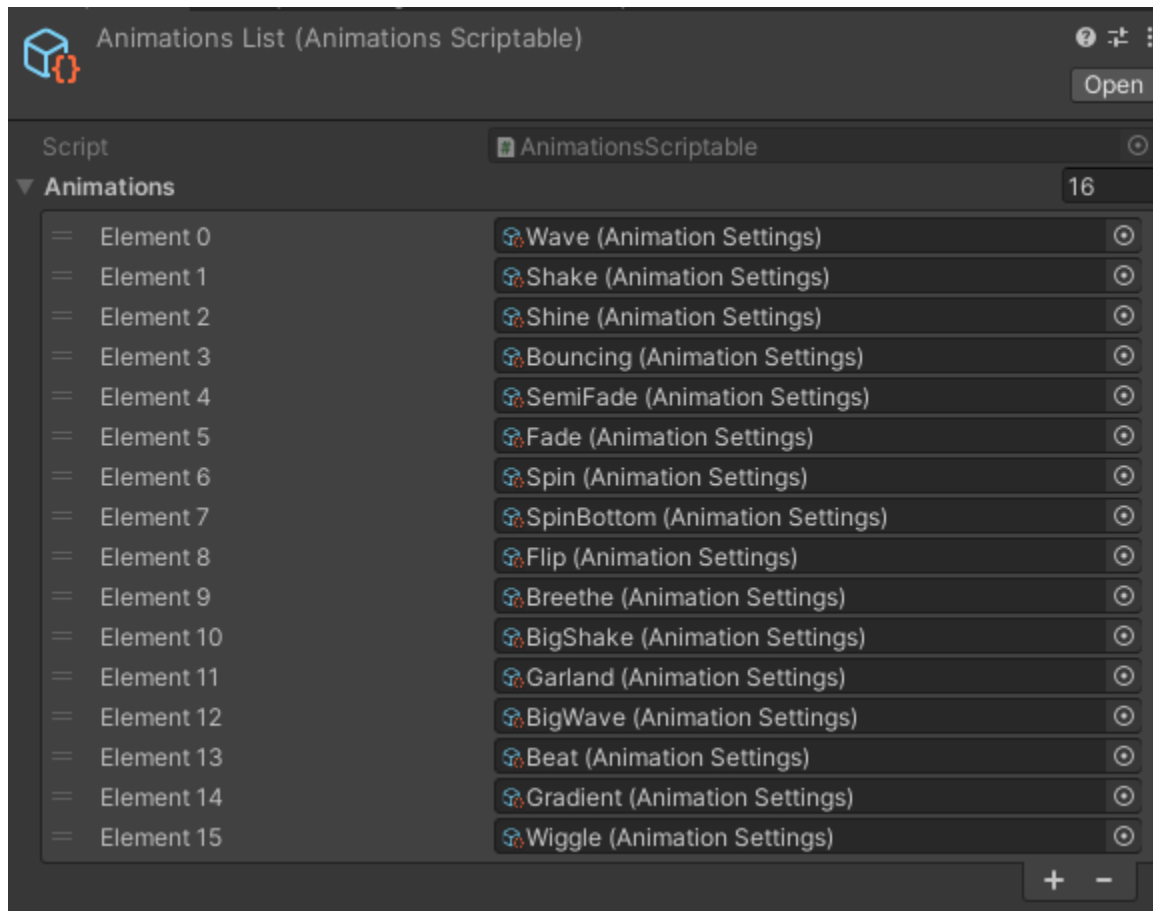 Animations List (Animations Scriptable)
Open
Script AnimationsScriptable
Animations 16
Element 0 Wave (Animation Settings)
Element 1 Shake (Animation Settings)
Element 2 Shine (Animation Settings)
Element 3 Bouncing (Animation Settings)
Element 4 SemiFade (Animation Settings)
Element 5 Fade (Animation Settings)
Element 6 Spin (Animation Settings)
Element 7 SpinBottom (Animation Settings)
Element 8 Flip (Animation Settings)
Element 9 Breethe (Animation Settings)
Element 10 BigShake (Animation Settings)
Element 11 Garland (Animation Settings)
Element 12 BigWave (Animation Settings)
Element 13 Beat (Animation Settings)
Element 14 Gradient (Animation Settings)
Element 15 Wiggle (Animation Settings)
+ -